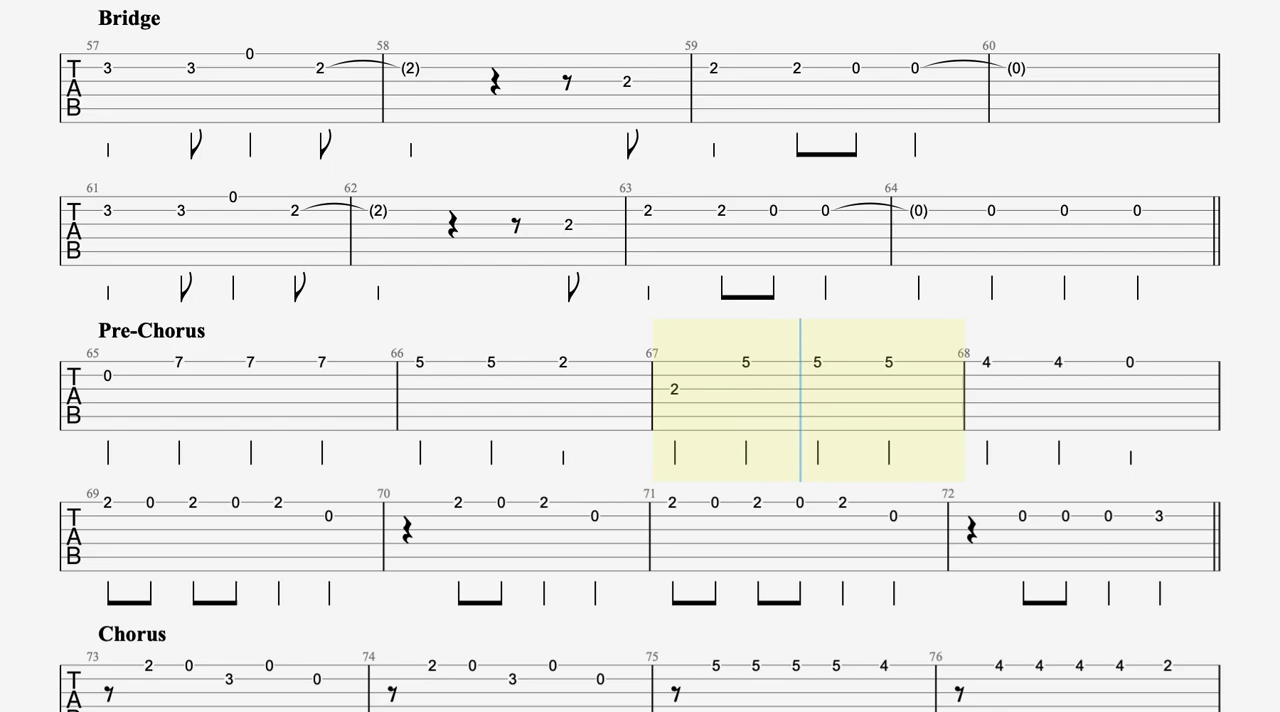 Bridge
57 58 59 60
0
T 3 3 2 (2) 2 2 0 0 (0)
A 2
B
61 62 63 64
0
T 3 3 2 (2) 2 2 0 0 (0) 0 0 0
A 2
B
Pre-Chorus
65 66 67 68
7 7 7 5 5 2 5 5 5 4 4 0
T 0
A 2
B
69 70 71 72
2 0 2 0 2 2 0 2 2 0 2 0 2
T 0 0 0 0 0 0 3
A
B
Chorus
73 74 75 76
2 0 0 2 0 0 5 5 5 5 4 4 4 4 4 2
T 3 0 3 0
A